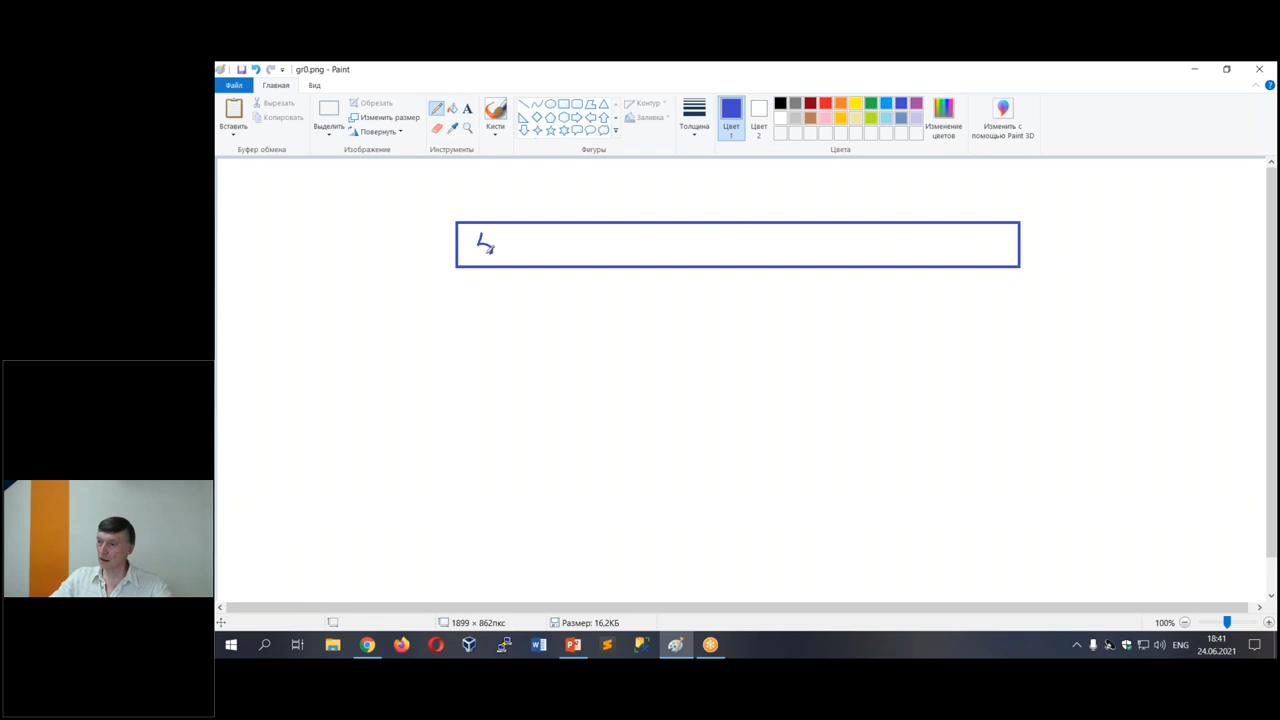 gr0.png - Paint
Файл Главная Вид
Вставить
Вырезать
Копировать
Буфер обмена
Выделить
Обрезать
Изменить размер
Повернуть
Изображение
A
Инструменты
Кисти
Контур
Заливка
Фигуры
Толщина
Цвет
1
Цвет
2
Изменение
цветов
Изменить с
помощью Paint 3D
Цвета
1899 × 862пкс
Размер: 16,2КБ
100%
ENG
18:41
24.06.2021